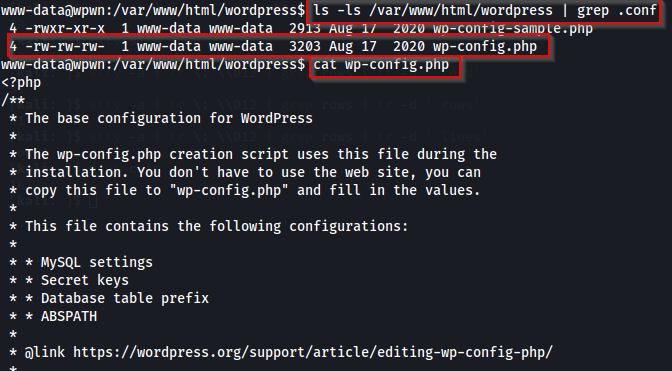 www-data@wpwn:/var/www/html/wordpress$ ls -ls /var/www/html/wordpress | grep .conf
4 -rwxr-xr-x 1 www-data www-data 2913 Aug 17 2020 wp-config-sample.php
4 -rw-rw-rw- 1 www-data www-data 3203 Aug 17 2020 wp-config.php
www-data@wpwn:/var/www/html/wordpress$ cat wp-config.php
<?php
/**
* The base configuration for WordPress
*
* The wp-config.php creation script uses this file during the
* installation. You don't have to use the web site, you can
* copy this file to "wp-config.php" and fill in the values.
*
* This file contains the following configurations:
*
* * MySQL settings
* * Secret keys
* * Database table prefix
* * ABSPATH
*
* @link https://wordpress.org/support/article/editing-wp-config-php/
*